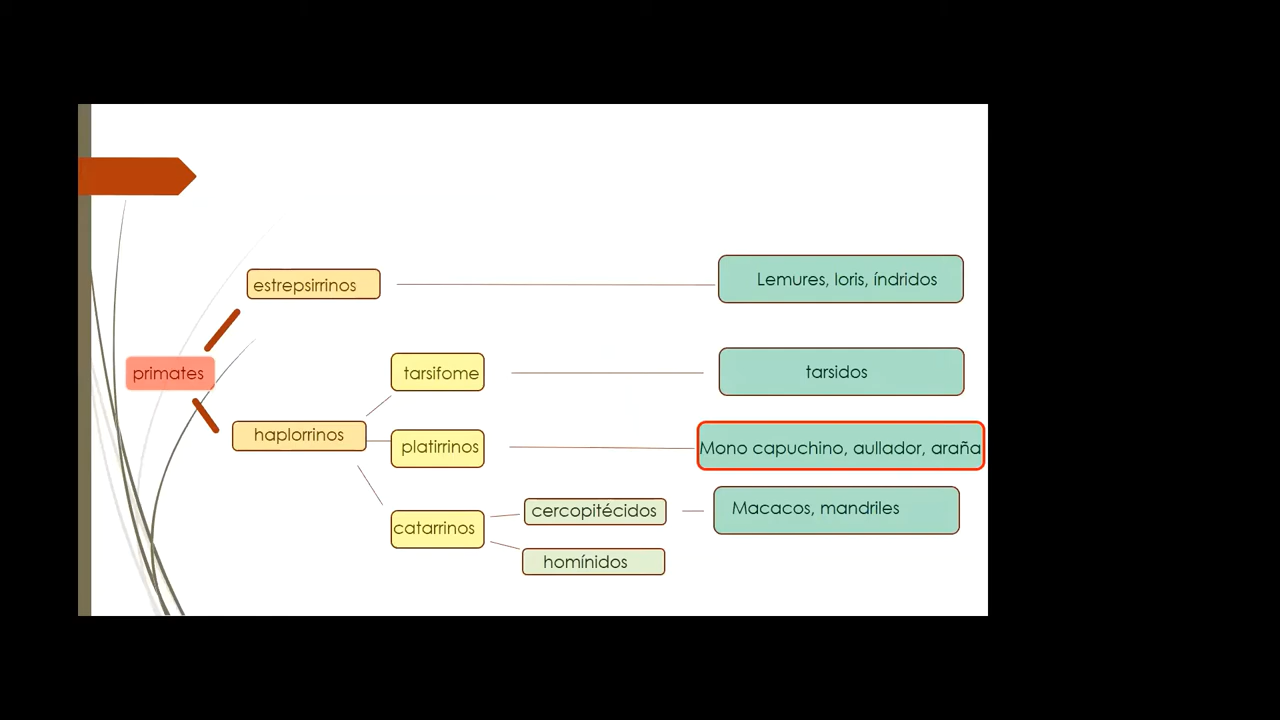 estrepsirrinos
Lemures, loris, índridos
primates
tarsifome
tarsidos
haplorrinos
platirrinos
Mono capuchino, aullador, araña
catarrinos
cercopitécidos
Macacos, mandriles
homínidos